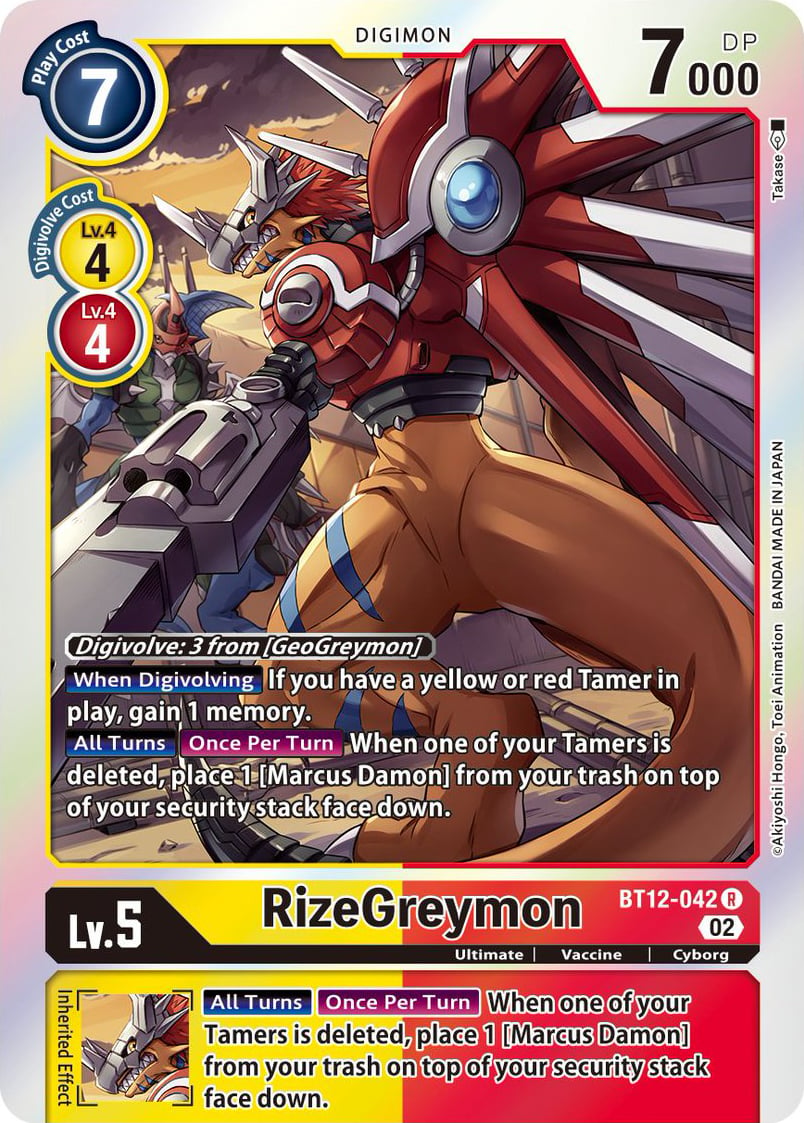 DIGIMON
Play Cost
7
7000
DP
Digivolve Cost
Lv.4
4
Lv.4
4
Takase
BANDAI MADE IN JAPAN
©Akiyoshi Hongo, Toei Animation
Digivolve: 3 from [GeoGreymon]
When Digivolving If you have a yellow or red Tamer in
play, gain 1 memory.
All Turns Once Per Turn When one of your Tamers is
deleted, place 1 [Marcus Damon] from your trash on top
of your security stack face down.
Lv.5
RizeGreymon
BT12-042 R
02
Ultimate | Vaccine | Cyborg
Inherited Effect
All Turns Once Per Turn When one of your
Tamers is deleted, place 1 [Marcus Damon]
from your trash on top of your security stack
face down.